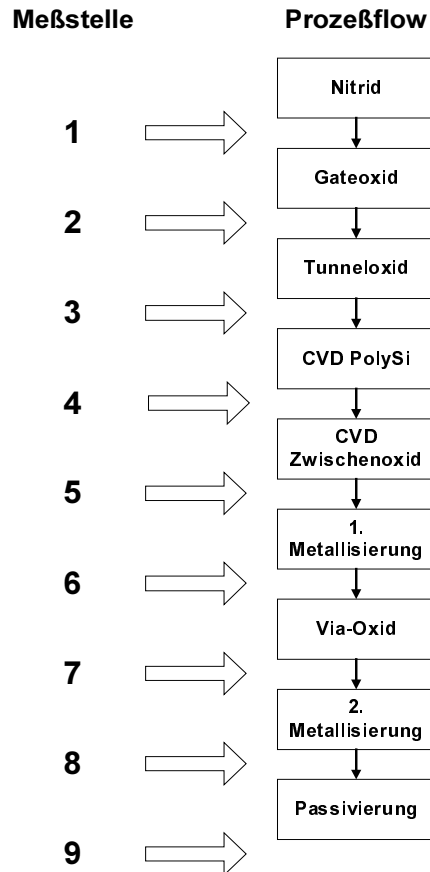 Meßstelle Prozeßflow
Nitrid
1
Gateoxid
2
Tunneloxid
3
CVD PolySi
4
CVD
Zwischenoxid
5
1.
Metallisierung
6
Via-Oxid
7
2.
Metallisierung
8
Passivierung
9